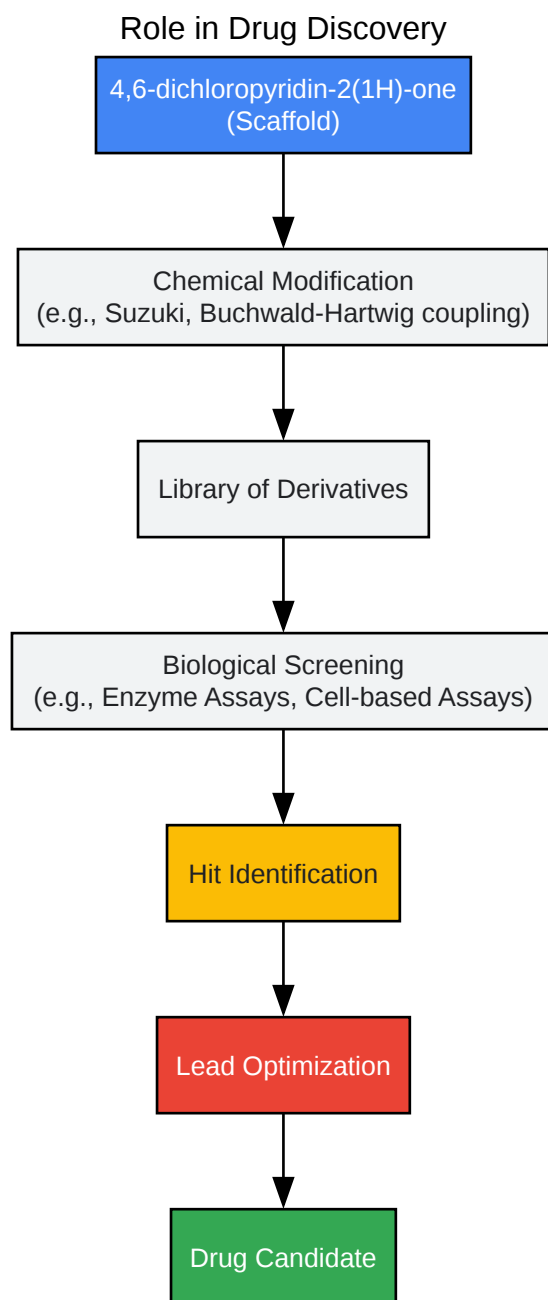 Role in Drug Discovery
4,6-dichloropyridin-2(1H)-one
(Scaffold)
Chemical Modification
(e.g., Suzuki, Buchwald-Hartwig coupling)
Library of Derivatives
Biological Screening
(e.g., Enzyme Assays, Cell-based Assays)
Hit Identification
Lead Optimization
Drug Candidate